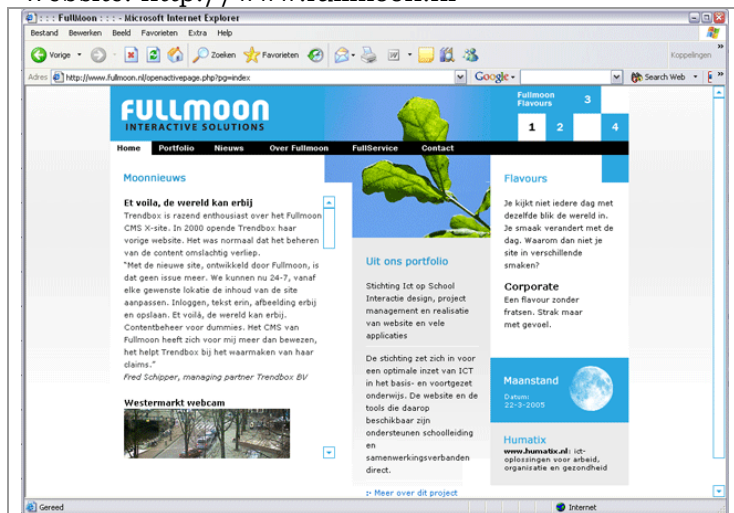 : : : FullMoon : : : - Microsoft Internet Explorer
Bestand Bewerken Beeld Favorieten Extra Help
Vorige Zoeken Favorieten Koppelingen
Adres http://www.fullmoon.nl/openactivepage.php?pg=index Google Search Web
FULLMOON
INTERACTIVE SOLUTIONS
Fullmoon
Flavours
3
1 2 4
Home Portfolio Nieuws Over Fullmoon FullService Contact
Moonnieuws
Et voila, de wereld kan erbij
Trendbox is razend enthousiast over het Fullmoon
CMS X-site. In 2000 opende Trendbox haar
vorige website. Het was normaal dat het beheren
van de content omslachtig verliep.
"Met de nieuwe site, ontwikkeld door Fullmoon, is
dat geen issue meer. We kunnen nu 24-7, vanaf
elke gewenste lokatie de inhoud van de site
aanpassen. Inloggen, tekst erin, afbeelding erbij
en opslaan. Et voilá, de wereld kan erbij.
Contentbeheer voor dummies. Het CMS van
Fullmoon heeft zich voor mij meer dan bewezen,
het helpt Trendbox bij het waarmaken van haar
claims."
Fred Schipper, managing partner Trendbox BV
Westermarkt webcam
Uit ons portfolio
Stichting Ict op School
Interactie design, project
management en realisatie
van website en vele
applicaties
De stichting zet zich in voor
een optimale inzet van ICT
in het basis- en voortgezet
onderwijs. De website en de
tools die daarop
beschikbaar zijn
ondersteunen schoolleiding
en
samenwerkingsverbanden
direct.
:- Meer over dit project
Flavours
Je kijkt niet iedere dag met
dezelfde blik de wereld in.
Je smaak verandert met de
dag. Waarom dan niet je
site in verschillende
smaken?
Corporate
Een flavour zonder
fratsen. Strak maar
met gevoel.
Maanstand
Datum:
22-3-2005
Humatix
www.humatix.nl: ict-
oplossingen voor arbeid,
organisatie en gezondheid
Gereed Internet